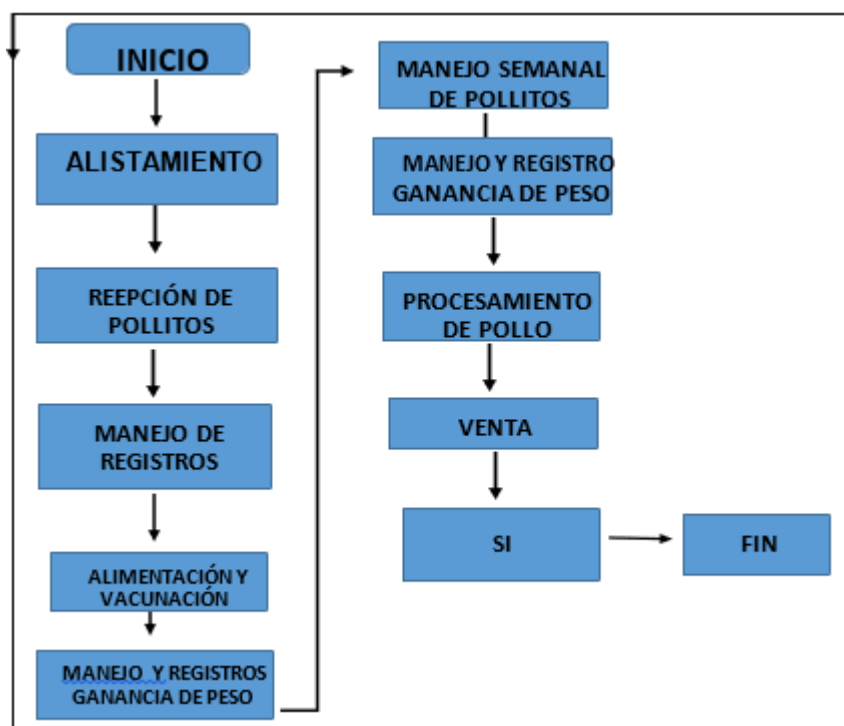 INICIO
ALISTAMIENTO
REEPCIÓN DE
POLLITOS
MANEJO DE
REGISTROS
ALIMENTACIÓN Y
VACUNACIÓN
MANEJO Y REGISTROS
GANANCIA DE PESO
MANEJO SEMANAL
DE POLLITOS
MANEJO Y REGISTRO
GANANCIA DE PESO
PROCESAMIENTO
DE POLLO
VENTA
SI
FIN